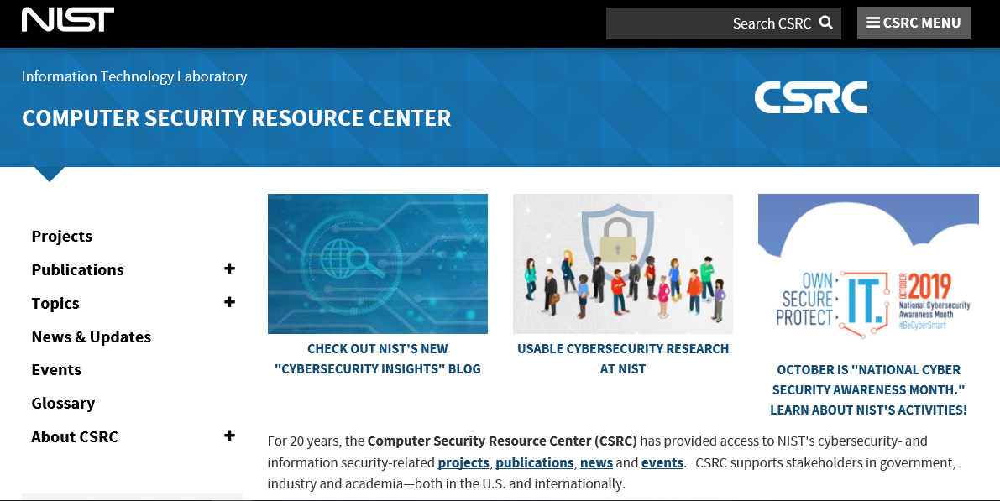 NIST
Search CSRC
CSRC MENU
Information Technology Laboratory
COMPUTER SECURITY RESOURCE CENTER
CSRC
Projects
Publications +
Topics +
News & Updates
Events
Glossary
About CSRC +
CHECK OUT NIST'S NEW
"CYBERSECURITY INSIGHTS" BLOG
USABLE CYBERSECURITY RESEARCH
AT NIST
OWN
SECURE
PROTECT
IT.
OCTOBER
2019
National Cybersecurity
Awareness Month
#BeCyberSmart
OCTOBER IS "NATIONAL CYBER
SECURITY AWARENESS MONTH."
LEARN ABOUT NIST'S ACTIVITIES!
For 20 years, the Computer Security Resource Center (CSRC) has provided access to NIST's cybersecurity- and
information security-related projects, publications, news and events. CSRC supports stakeholders in government,
industry and academia—both in the U.S. and internationally.